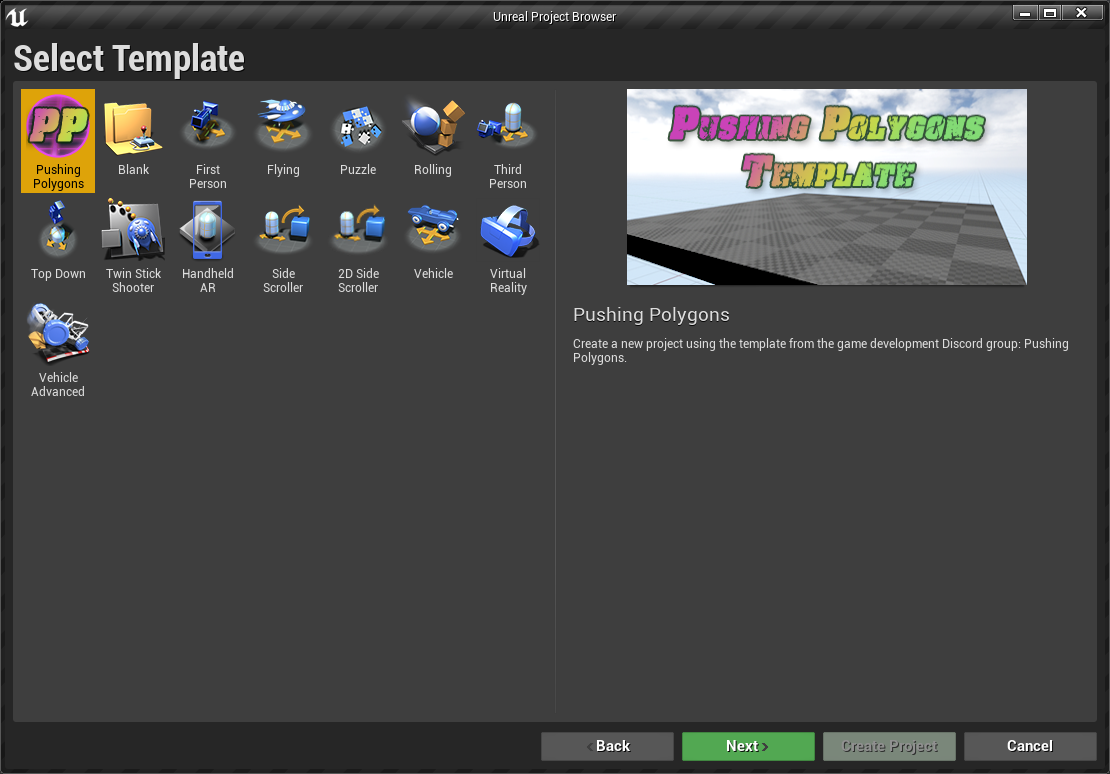 Unreal Project Browser
Select Template
PP
Pushing
Polygons
Blank
First
Person
Flying
Puzzle
Rolling
Third
Person
Top Down
Twin Stick
Shooter
Handheld
AR
Side
Scroller
2D Side
Scroller
Vehicle
Virtual
Reality
Vehicle
Advanced
Pushing Polygons
Template
Pushing Polygons
Create a new project using the template from the game development Discord group: Pushing
Polygons.
< Back
Next >
Create Project
Cancel